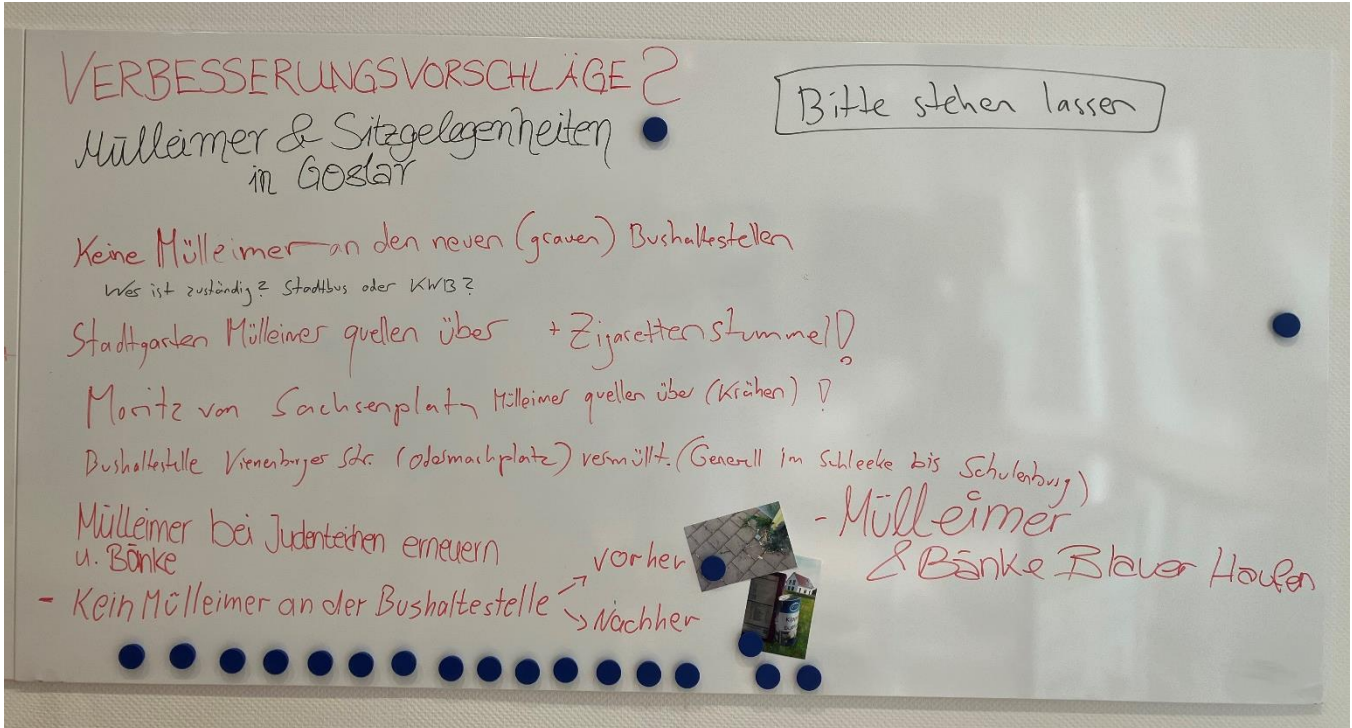 VERBESSERUNGSVORSCHLÄGE?
Bitte stehen lassen
Mülleimer & Sitzgelegenheiten
in Goslar
Keine Mülleimer an den neuen (grauen) Bushaltestellen
Wer ist zuständig? Stadtbus oder KWB?
Stadtgarten Mülleimer quellen über + Zigarettenstummel!
Moritz von Sachsenplatz Mülleimer quellen über (Krähen)!
Bushaltestelle Vienenburger Str. (Odermarkplatz) vermüllt. (Generell im Schleeke bis Schulenburg)
Mülleimer bei Judenteichen erneuern
u. Bänke
- Kein Mülleimer an der Bushaltestelle
vorher
Nachher
- Mülleimer
& Bänke Blauer Haufen